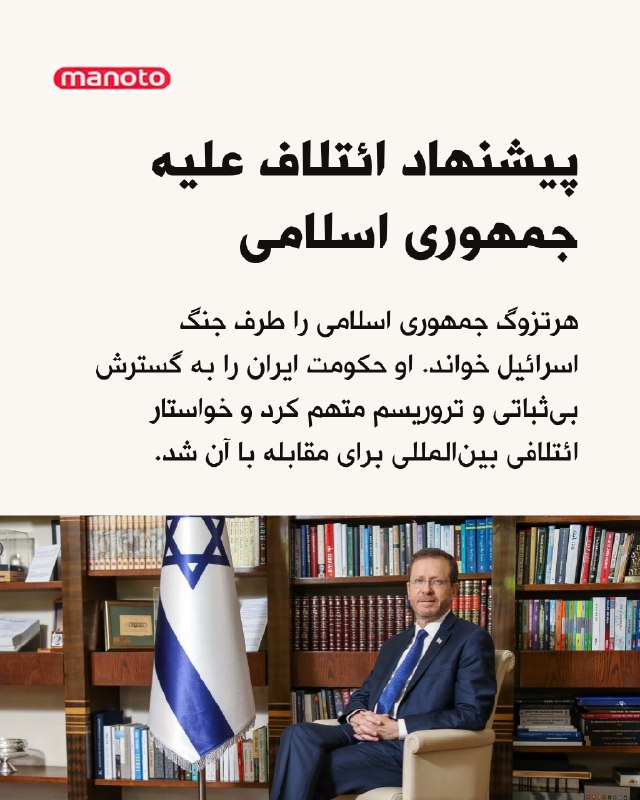 manoto
پیشنهاد ائتلاف علیه
جمهوری اسلامی
هرتزوگ جمهوری اسلامی را طرف جنگ
اسرائیل خواند. او حکومت ایران را به گسترش
بی‌ثباتی و تروریسم متهم کرد و خواستار
ائتلافی بین‌المللی برای مقابله با آن شد.